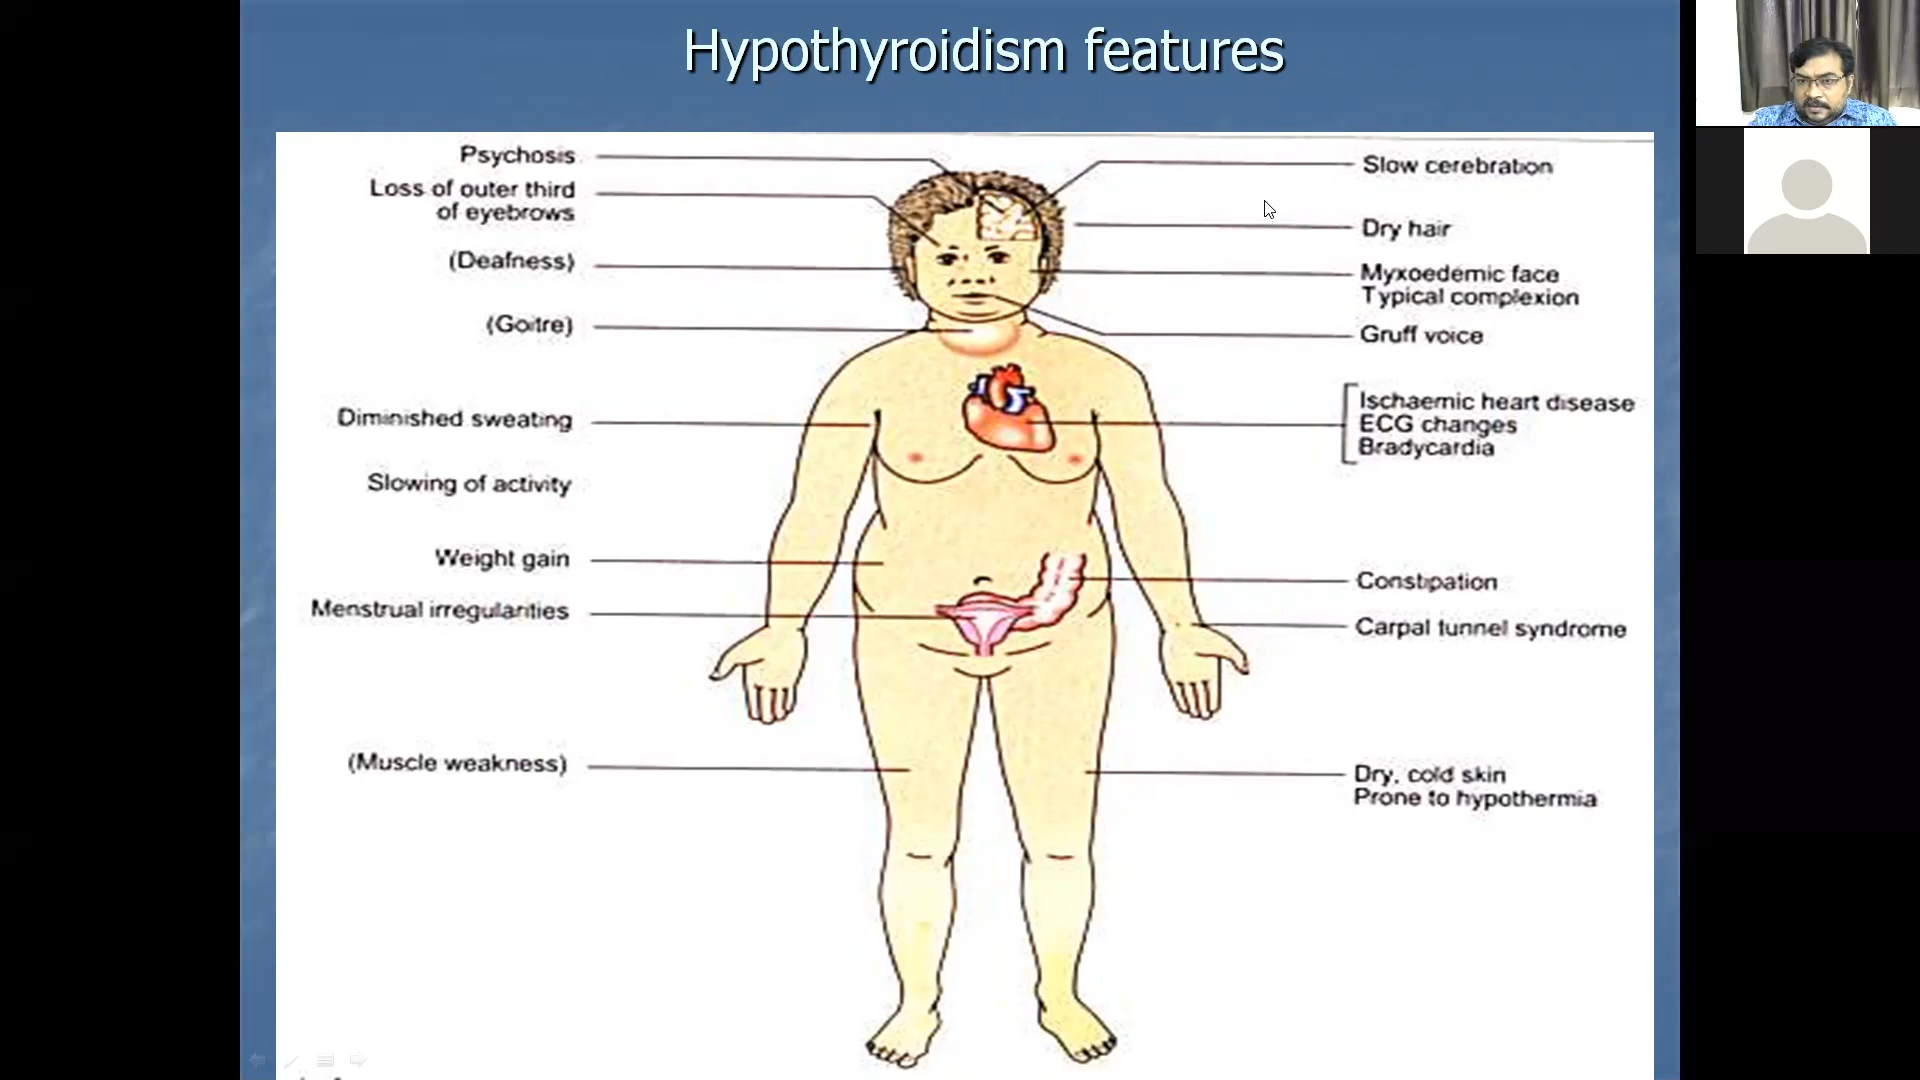 Hypothyroidism features
Psychosis
Loss of outer third
of eyebrows
(Deafness)
(Goitre)
Diminished sweating
Slowing of activity
Weight gain
Menstrual irregularities
(Muscle weakness)
Slow cerebration
Dry hair
Myxoedemic face
Typical complexion
Gruff voice
Ischaemic heart disease
ECG changes
Bradycardia
Constipation
Carpal tunnel syndrome
Dry, cold skin
Prone to hypothermia